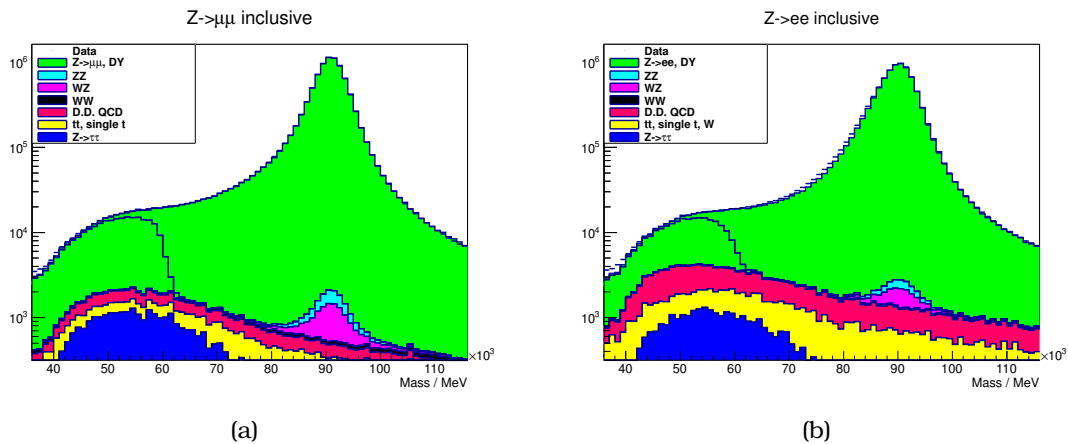 Z->μμ inclusive
Data
Z->μμ, DY
ZZ
WZ
WW
D.D. QCD
tt, single t
Z->ττ
10^6
10^5
10^4
10^3
40 50 60 70 80 90 100 110
×10^3
Mass / MeV
(a)
Z->ee inclusive
Data
Z->ee, DY
ZZ
WZ
WW
D.D. QCD
tt, single t, W
Z->ττ
10^6
10^5
10^4
10^3
40 50 60 70 80 90 100 110
×10^3
Mass / MeV
(b)